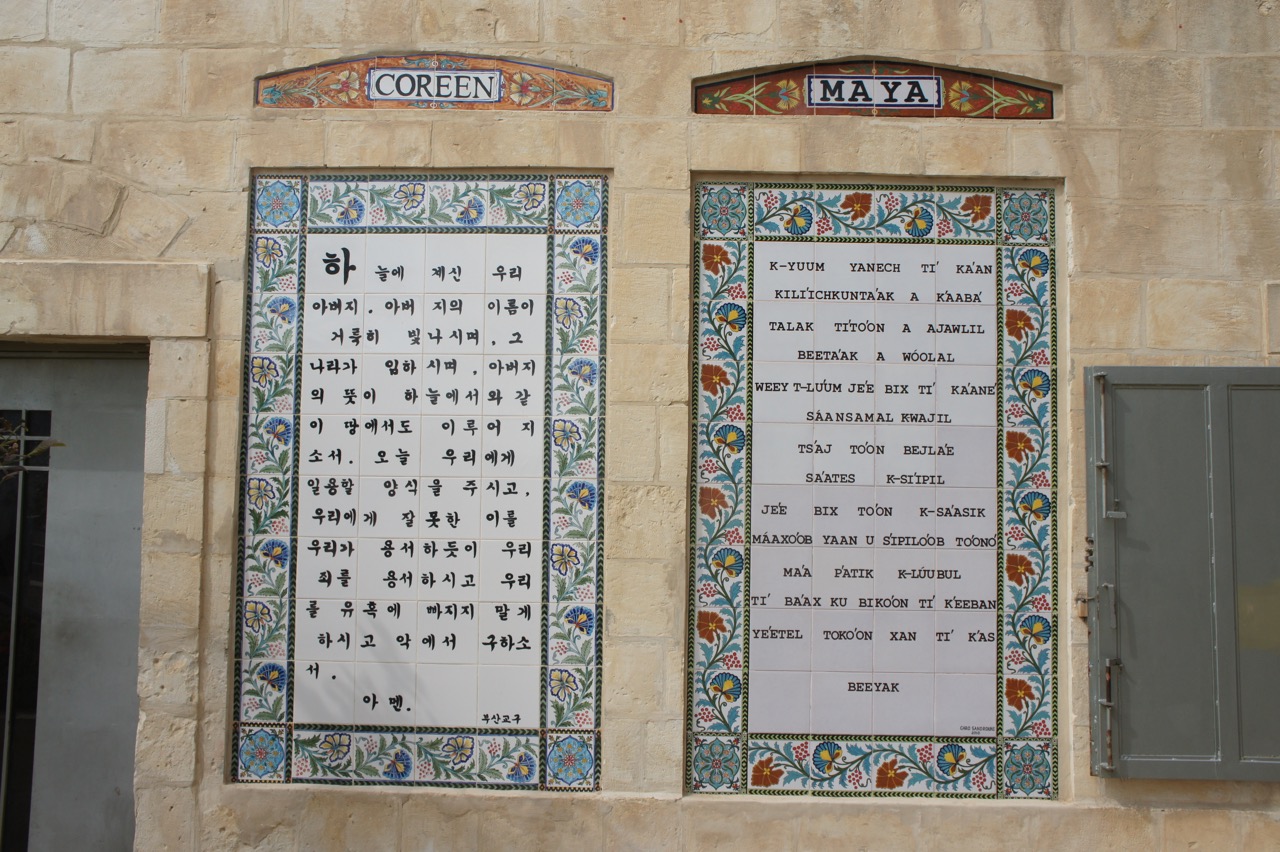 COREEN
하늘에 계신 우리
아버지. 아버지의 이름이
거룩히 빛나시며, 그
나라가 임하시며, 아버지
의 뜻이 하늘에서와 같
이 땅에서도 이루어 지
소서. 오늘 우리에게
일용할 양식을 주시고,
우리에게 잘못한 이를
우리가 용서하듯이 우리
죄를 용서하시고 우리
를 유혹에 빠지지 말게
하시고 악에서 구하소
서.
아멘.
부산교구
MAYA
K-YUUM YANECH TI' KA'AN
KILI'ICHKUNTA'AK A K'AABA'
TALAK TI'TO'ON A AJAWLIL
BEETA'AK A WÓOLAL
WEEY T-LU'UM JE'E BIX TI' KA'ANE'
SÁANSAMAL KWAJIL
TS'AJ TO'ON BEJLA'E
SA'ATES K-SI'IPIL
JE'E BIX TO'ON K-SA'ASIK
MÁAXO'OB YAAN U SI'PILO'OB TO'ONO'
MA'A P'ATIK K-LÚUBUL
TI' BA'AX KU BIKO'ON TI' K'EEBAN
YE'ETEL TOKO'ON XAN TI' K'AS
BEEYAK